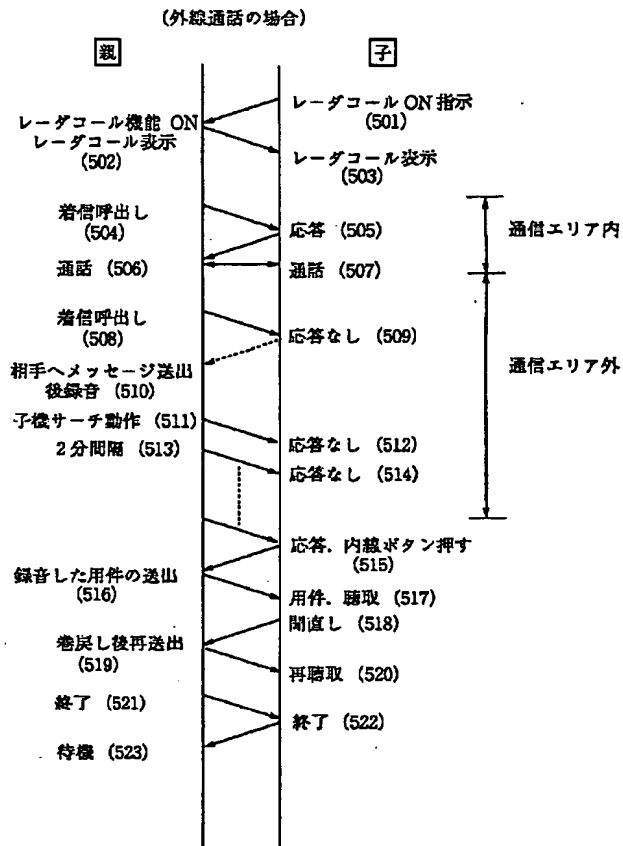 (外線通話の場合)
親
子
レーダコール ON 指示
(501)
レーダコール機能 ON
レーダコール表示
(502)
レーダコール表示
(503)
着信呼出し
(504)
応答 (505)
通信エリア内
通話 (506)
通話 (507)
着信呼出し
(508)
応答なし (509)
相手へメッセージ送出
後録音 (510)
通信エリア外
子機サーチ動作 (511)
応答なし (512)
2分間隔 (513)
応答なし (514)
応答、内線ボタン押す
(515)
録音した用件の送出
(516)
用件、聴取 (517)
聞直し (518)
巻戻し後再送出
(519)
再聴取 (520)
終了 (521)
終了 (522)
待機 (523)